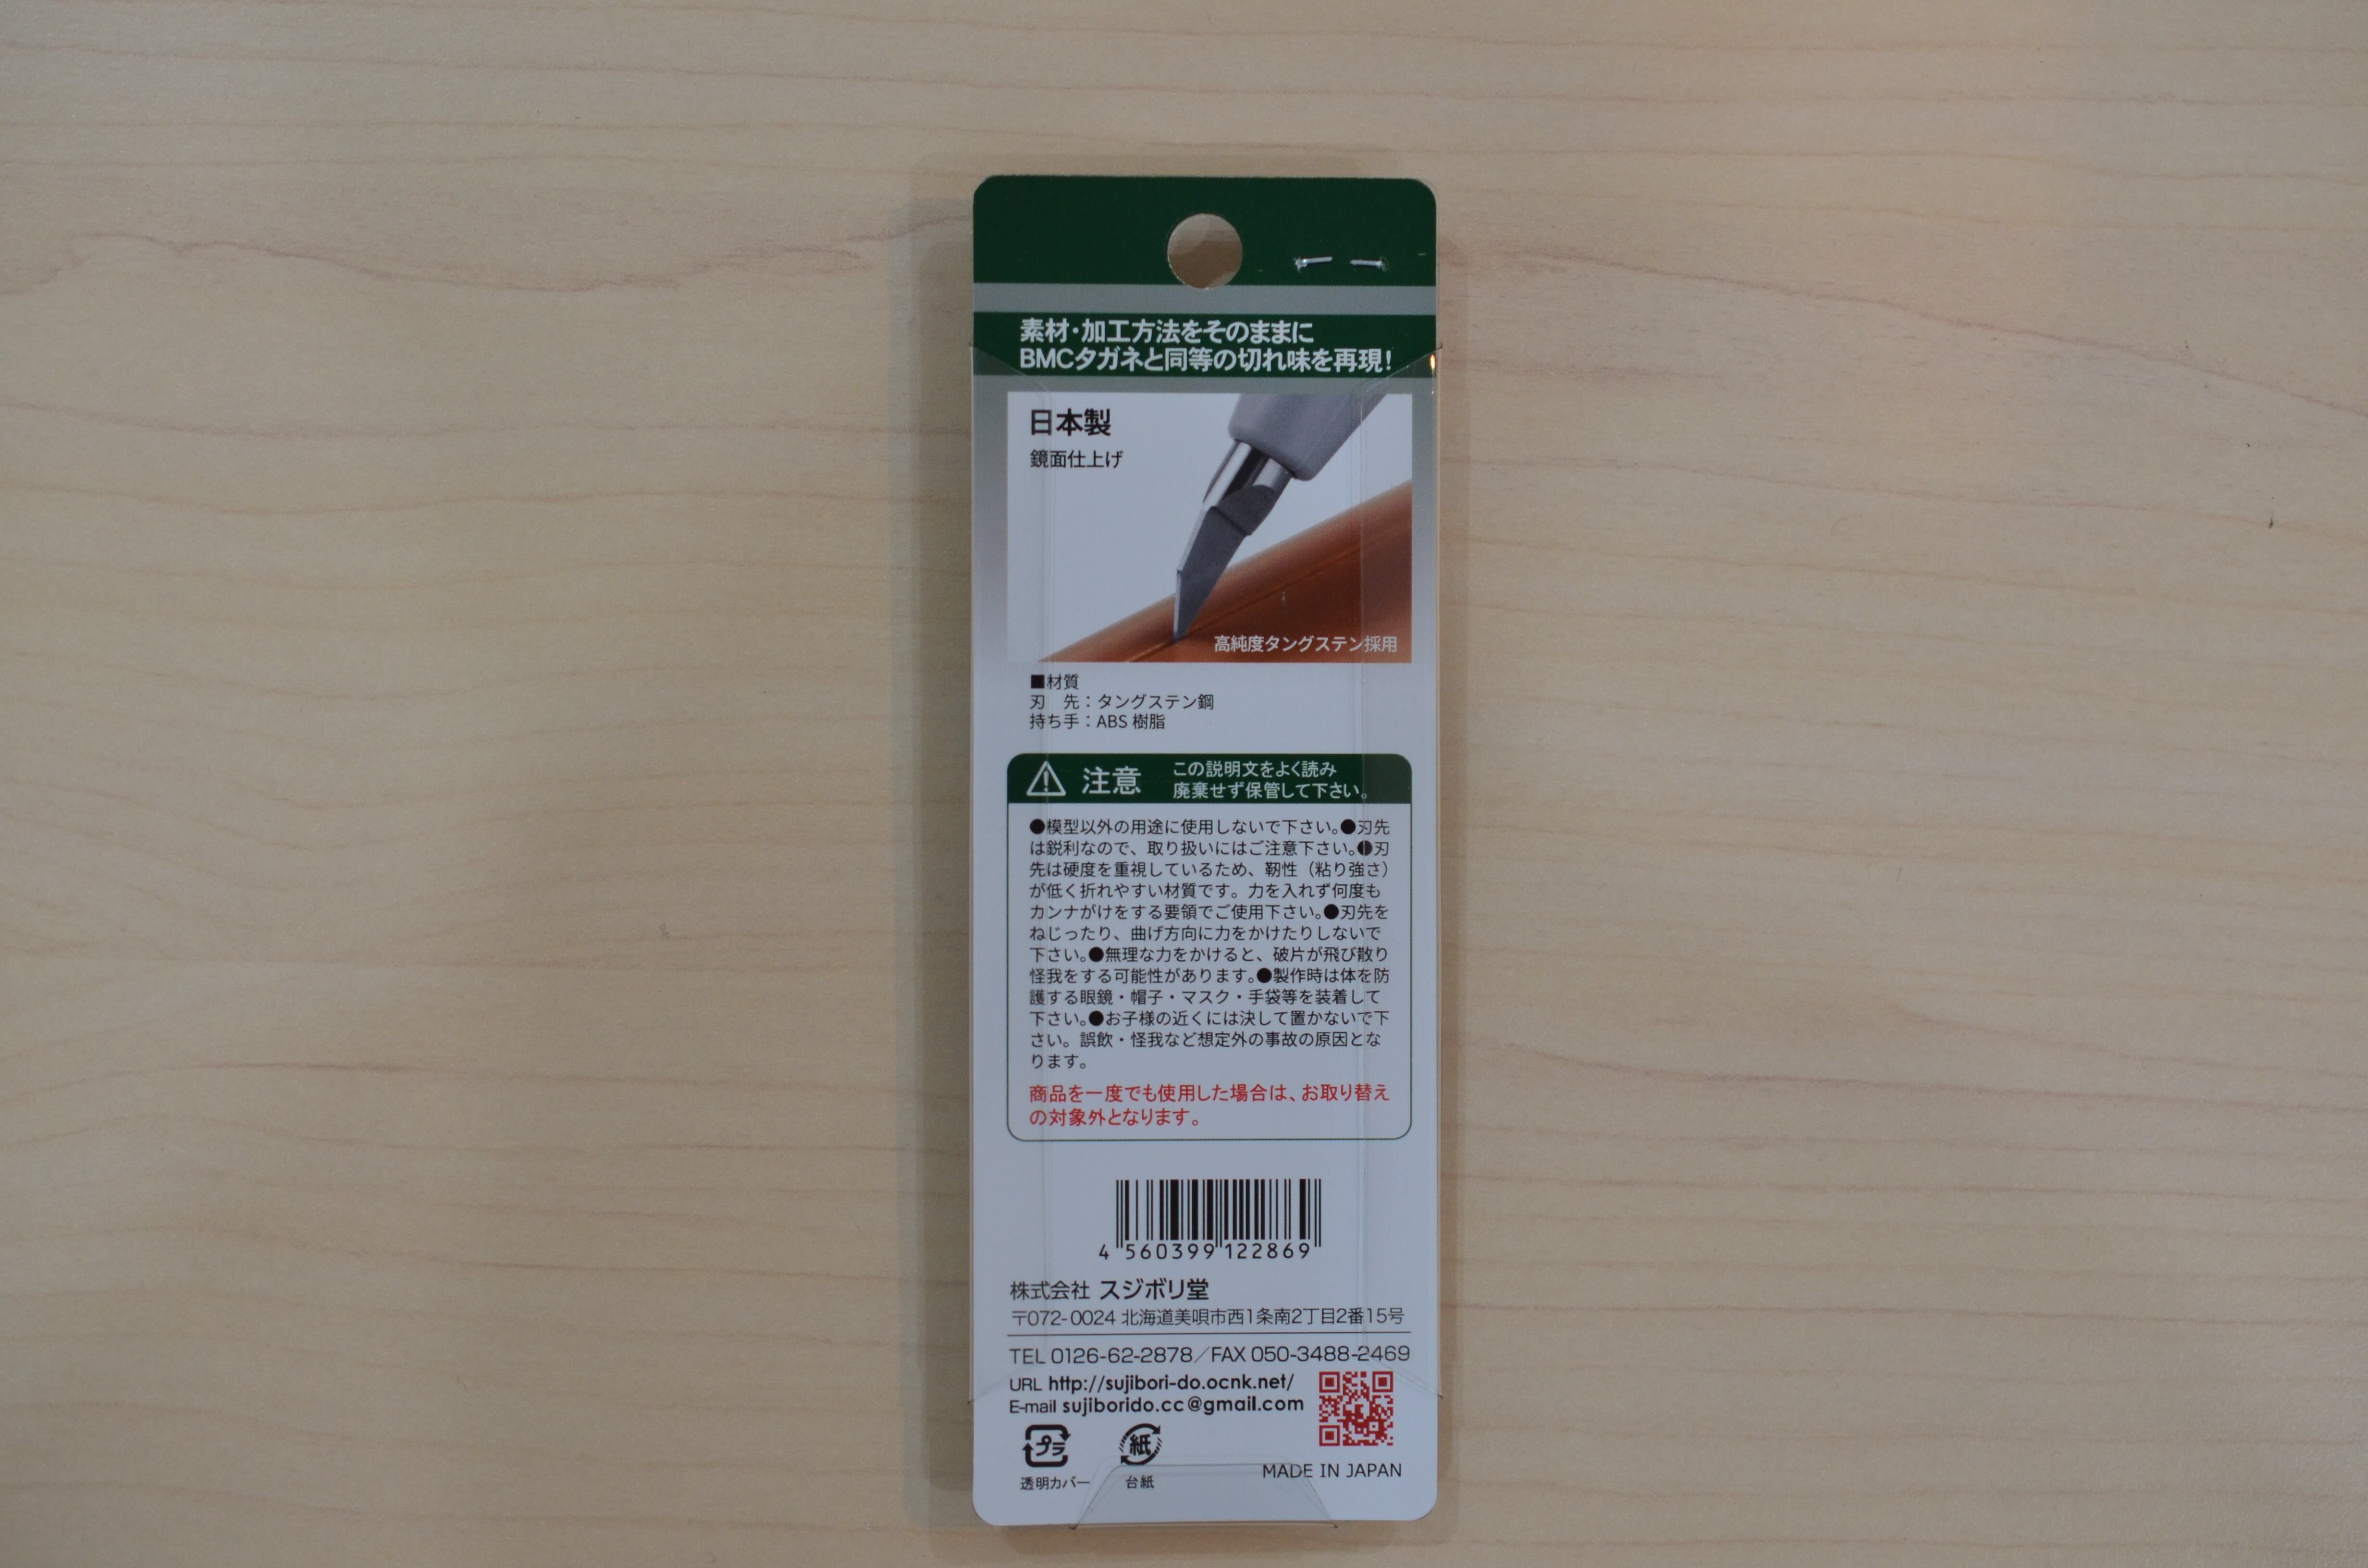 素材・加工方法をそのままに
BMCタガネと同等の切れ味を再現!
日本製
鏡面仕上げ
高純度タングステン採用
■材質
刃　先：タングステン鋼
持ち手：ABS 樹脂
注意
この説明文をよく読み
廃棄せず保管して下さい。
●模型以外の用途に使用しないで下さい。●刃先
は鋭利なので、取り扱いにはご注意下さい。●刃
先は硬度を重視しているため、靭性（粘り強さ）
が低く折れやすい材質です。力を入れず何度も
カンナがけをする要領でご使用下さい。●刃先を
ねじったり、曲げ方向に力をかけたりしないで
下さい。●無理な力をかけると、破片が飛び散り
怪我をする可能性があります。●製作時は体を防
護する眼鏡・帽子・マスク・手袋等を装着して
下さい。●お子様の近くには決して置かないで下
さい。誤飲・怪我など想定外の事故の原因とな
ります。
商品を一度でも使用した場合は、お取り替え
の対象外となります。
4 560399 122869
株式会社 スジボリ堂
〒072-0024 北海道美唄市西1条南2丁目2番15号
TEL 0126-62-2878／FAX 050-3488-2469
URL http://sujibori-do.ocnk.net/
E-mail sujiborido.cc@gmail.com
プラ
紙
透明カバー
台紙
MADE IN JAPAN